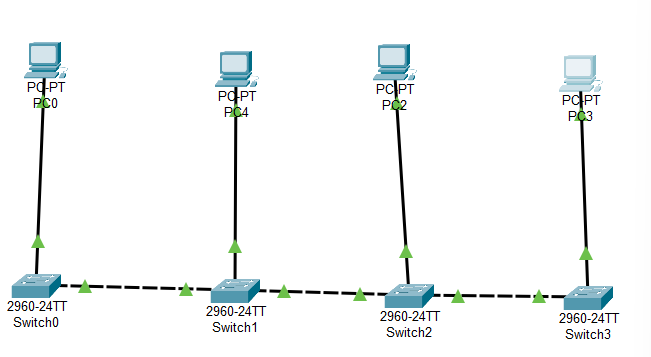 PC-PT
PC0
PC-PT
PC4
PC-PT
PC2
PC-PT
PC3
2960-24TT
Switch0
2960-24TT
Switch1
2960-24TT
Switch2
2960-24TT
Switch3